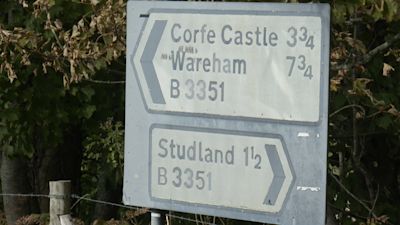 Corfe Castle 3¾
Wareham 7¾
B 3351
Studland 1½
B 3351